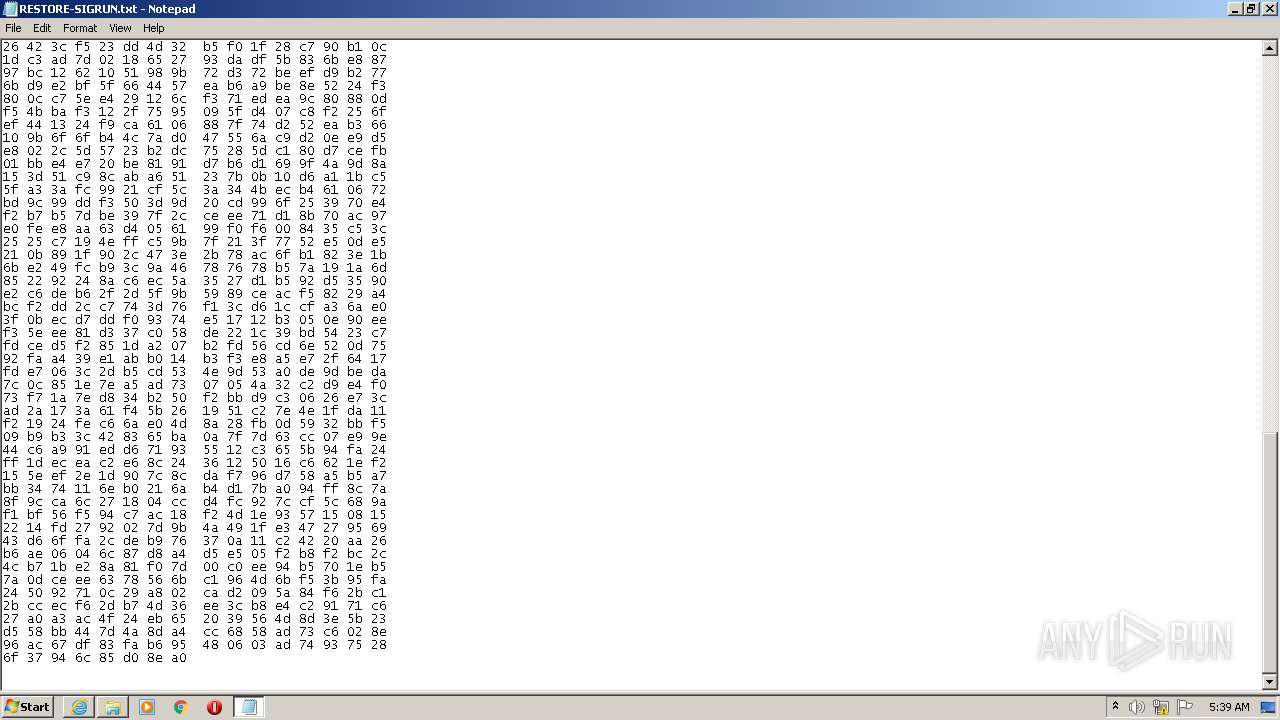 RESTORE-SIGRUN.txt - Notepad
File Edit Format View Help
26 42 3c f5 23 dd 4d 32 b5 f0 1f 28 c7 90 b1 0c
1d c3 ad 7d 02 18 65 27 93 da df 5b 83 6b e8 87
97 bc 12 62 10 51 98 9b 72 d3 72 be ef d9 b2 77
6b d9 e2 bf 5f 66 44 57 ea b6 a9 be 8e 52 24 f3
80 0c c7 5e e4 29 12 6c f3 71 ed ea 9c 80 88 0d
f5 4b ba f3 12 2f 75 95 09 5f d4 07 c8 f2 25 6f
ef 44 13 24 f9 ca 61 06 88 7f 74 d2 52 ea b3 66
10 9b 6f 6f b4 4c 7a d0 47 55 6a c9 d2 0e e9 d5
e8 02 2c 5d 57 23 b2 dc 75 28 5d c1 80 d7 ce fb
01 bb e4 e7 20 be 81 91 d7 b6 d1 69 9f 4a 9d 8a
15 3d 51 c9 8c ab a6 51 23 7b 0b 10 d6 a1 1b c5
5f a3 3a fc 99 21 cf 5c 3a 34 4b ec b4 61 06 72
bd 9c 99 dd f3 50 3d 9d 20 cd 99 6f 25 39 70 e4
f2 b7 b5 7d be 39 7f 2c ce ee 71 d1 8b 70 ac 97
e0 fe e8 aa 63 d4 05 61 99 f0 f6 00 84 35 c5 3c
25 25 c7 19 4e ff c5 9b 7f 21 3f 77 52 e5 0d e5
21 0b 89 1f 90 2c 47 3e 2b 78 ac 6f b1 82 3e 1b
6b e2 49 fc b9 3c 9a 46 78 76 78 b5 7a 19 1a 6d
85 22 92 24 8a c6 ec 5a 35 27 d1 b5 92 d5 35 90
e2 c6 de b6 2f 2d 5f 9b 59 89 ce ac f5 82 29 a4
bc f2 dd 2c c7 74 3d 76 f1 3c d6 1c cf a3 6a e0
3f 0b ec d7 dd f0 93 74 e5 17 12 b3 05 0e 90 ee
f3 5e ee 81 d3 37 c0 58 de 22 1c 39 bd 54 23 c7
fd ce d5 f2 85 1d a2 07 b2 fd 56 cd 6e 52 0d 75
92 fa a4 39 e1 ab b0 14 b3 f3 e8 a5 e7 2f 64 17
fd e7 06 3c 2d b5 cd 53 4e 9d 53 a0 de 9d be da
7c 0c 85 1e 7e a5 ad 73 07 05 4a 32 c2 d9 e4 f0
73 f7 1a 7e d8 34 b2 50 f2 bb d9 c3 06 26 e7 3c
ad 2a 17 3a 61 f4 5b 26 19 51 c2 7e 4e 1f da 11
f2 19 24 fe c6 6a e0 4d 8a 28 fb 0d 59 32 bb f5
09 b9 b3 3c 42 83 65 ba 0a 7f 7d 63 cc 07 e9 9e
44 c6 a9 91 ed d6 71 93 55 12 c3 65 5b 94 fa 24
ff 1d ec ea c2 e6 8c 24 36 12 50 16 c6 62 1e f2
15 5e ef 2e 1d 90 7c 8c da f7 96 d7 58 a5 b5 a7
bb 34 74 11 6e b0 21 6a b4 d1 7b a0 94 ff 8c 7a
8f 9c ca 6c 27 18 04 cc d4 fc 92 7c cf 5c 68 9a
f1 bf 56 f5 94 c7 ac 18 f2 4d 1e 93 57 15 08 15
22 14 fd 27 92 02 7d 9b 4a 49 1f e3 47 27 95 69
43 d6 6f fa 2c de b9 76 37 0a 11 c2 42 20 aa 26
b6 ae 06 04 6c 87 d8 a4 d5 e5 05 f2 b8 f2 bc 2c
4c b7 1b e2 8a 81 f0 7d 00 c0 ee 94 b5 70 1e b5
7a 0d ce ee 63 78 56 6b c1 96 4d 6b f5 3b 95 fa
24 50 92 71 0c 29 a8 02 ca d2 09 5a 84 f6 2b c1
2b cc ec f6 2d b7 4d 36 ee 3c b8 e4 c2 91 71 c6
27 a0 a3 ac 4f 24 eb 65 20 39 56 4d 8d 3e 5b 23
d5 58 bb 44 7d 4a 8d a4 cc 68 58 ad 73 c6 02 8e
96 ac 67 df 83 fa b6 95 48 06 03 ad 74 93 75 28
6f 37 94 6c 85 d0 8e a0
ANY RUN
Start
5:39 AM